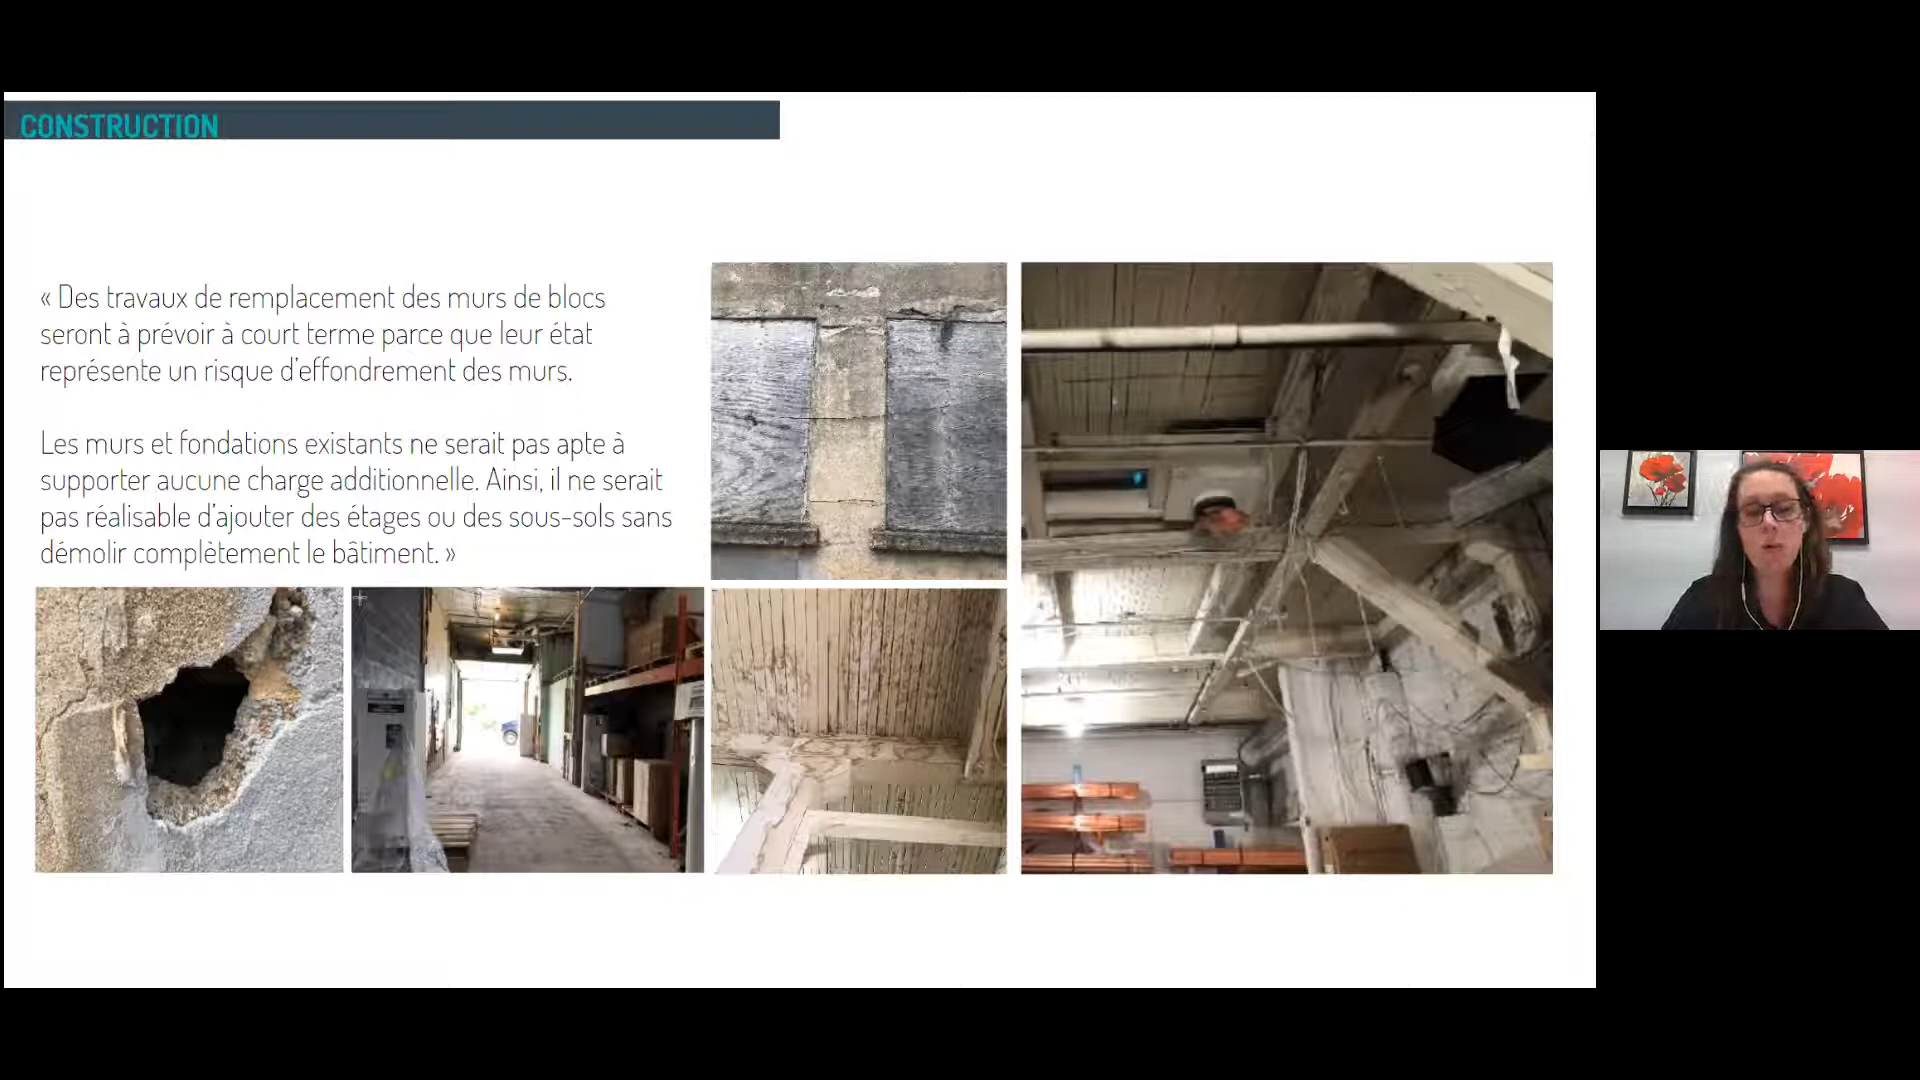 CONSTRUCTION
« Des travaux de remplacement des murs de blocs
seront à prévoir à court terme parce que leur état
représente un risque d'effondrement des murs.
Les murs et fondations existants ne serait pas apte à
supporter aucune charge additionnelle. Ainsi, il ne serait
pas réalisable d'ajouter des étages ou des sous-sols sans
démolir complètement le bâtiment. »